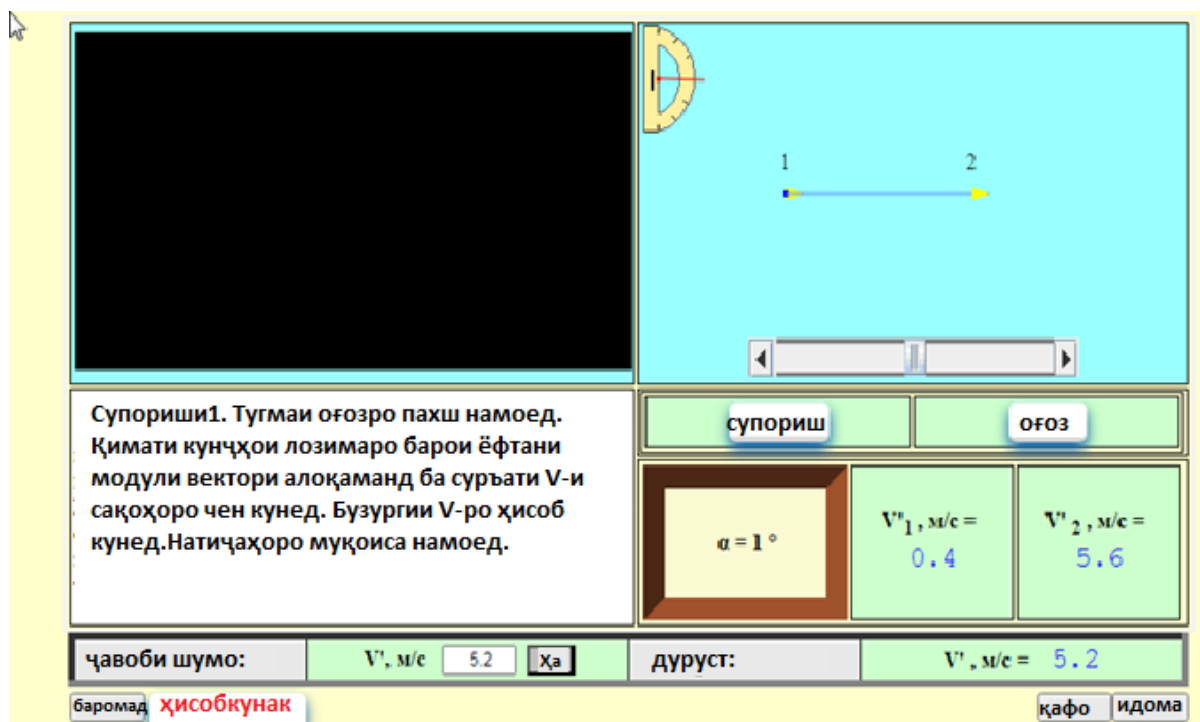 1 2
Супориши1. Тугмаи оғозро пахш намоед.
Қимати кунҷҳои лозимаро барои ёфтани
модули вектори алоқаманд ба суръати V-и
сақоҳоро чен кунед. Бузургии V-ро ҳисоб
кунед.Натиҷаҳоро муқоиса намоед.
супориш
оғоз
α = 1 °
V'1 , м/с =
0.4
V' 2 , м/с =
5.6
ҷавоби шумо:
V', м/с 5.2 Ҳа
дуруст:
V' , м/с = 5.2
баромад ҳисобкунак
қафо идома